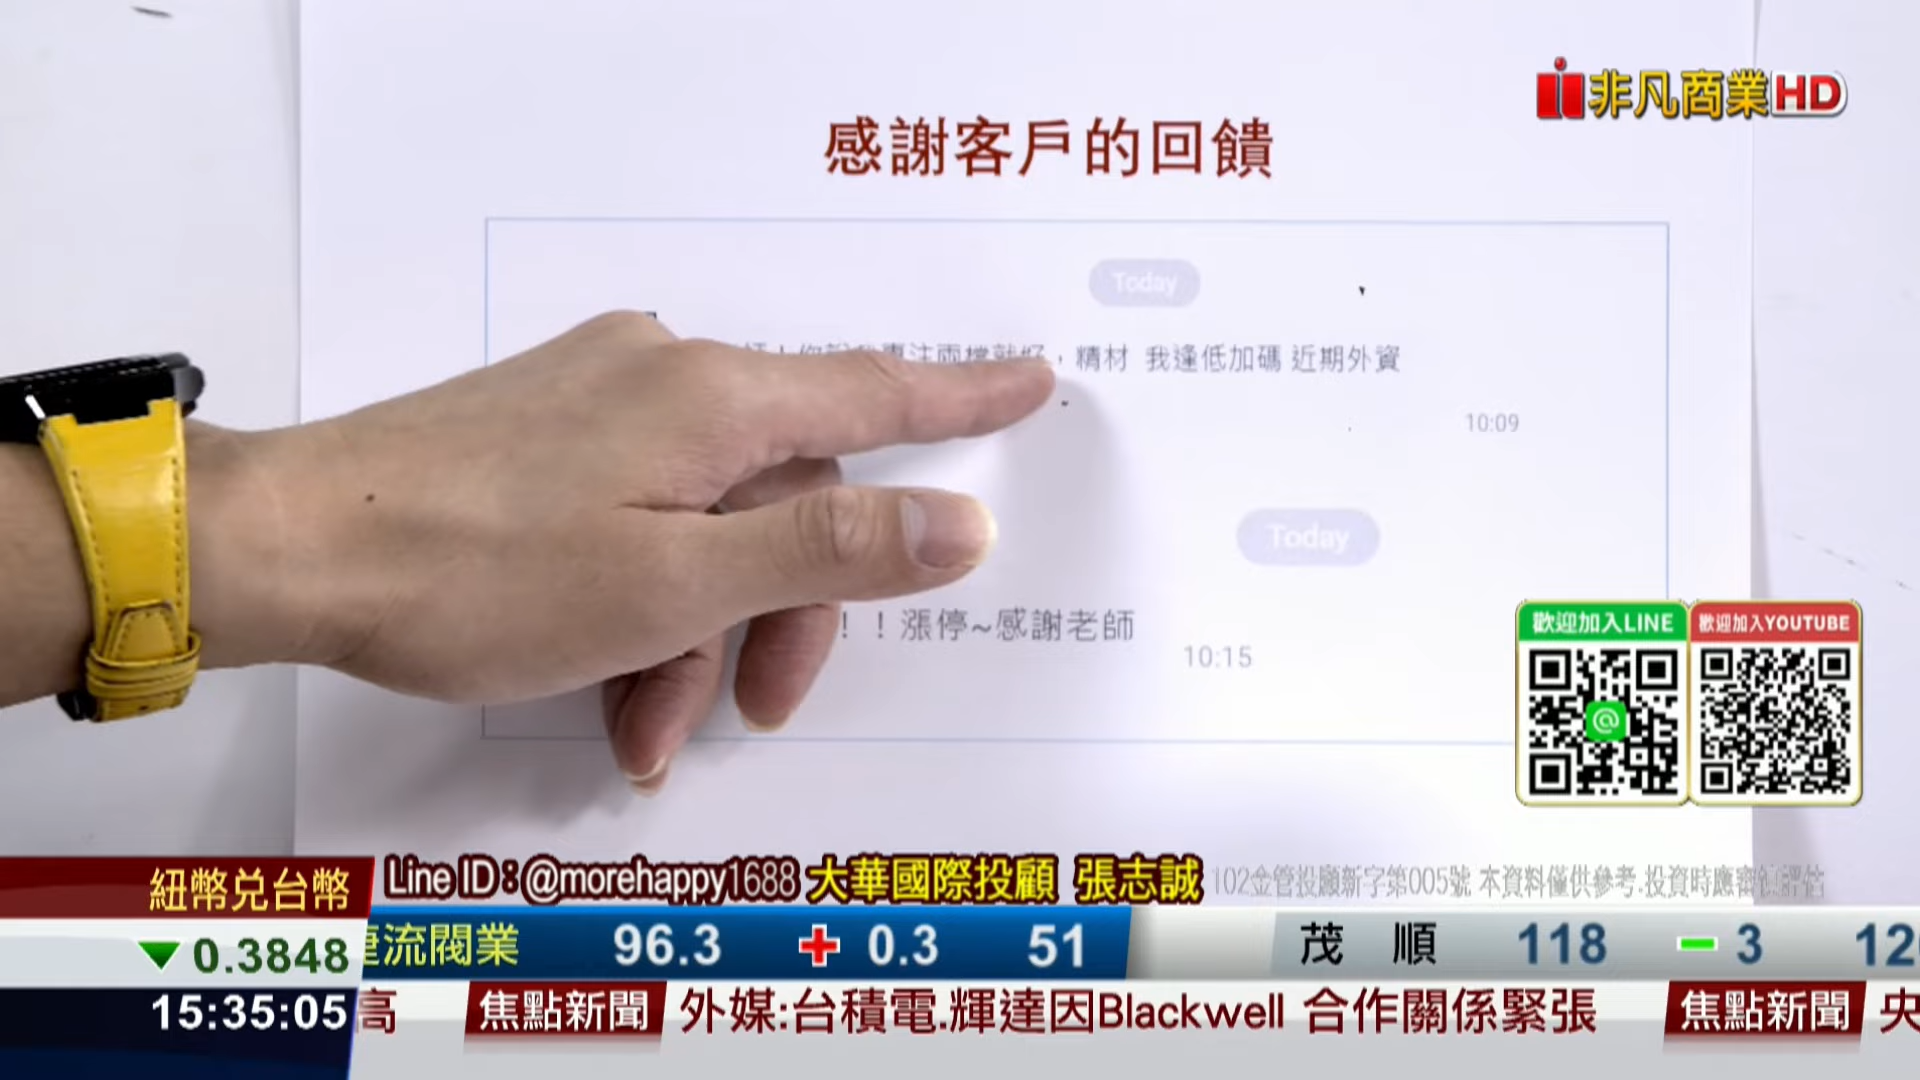 非凡商業HD
感謝客戶的回饋
Today
，精材 我逢低加碼 近期外資
10:09
Today
！！漲停~感謝老師
10:15
歡迎加入LINE
歡迎加入YOUTUBE
紐幣兌台幣
Line ID：@morehappy1688 大華國際投顧 張志誠
102金管投顧新字第005號 本資料僅供參考.投資時應審慎評估
0.3848
流閥業 96.3 0.3 51
茂 順 118 3 12
15:35:05
高 焦點新聞 外媒:台積電.輝達因Blackwell 合作關係緊張 焦點新聞 央